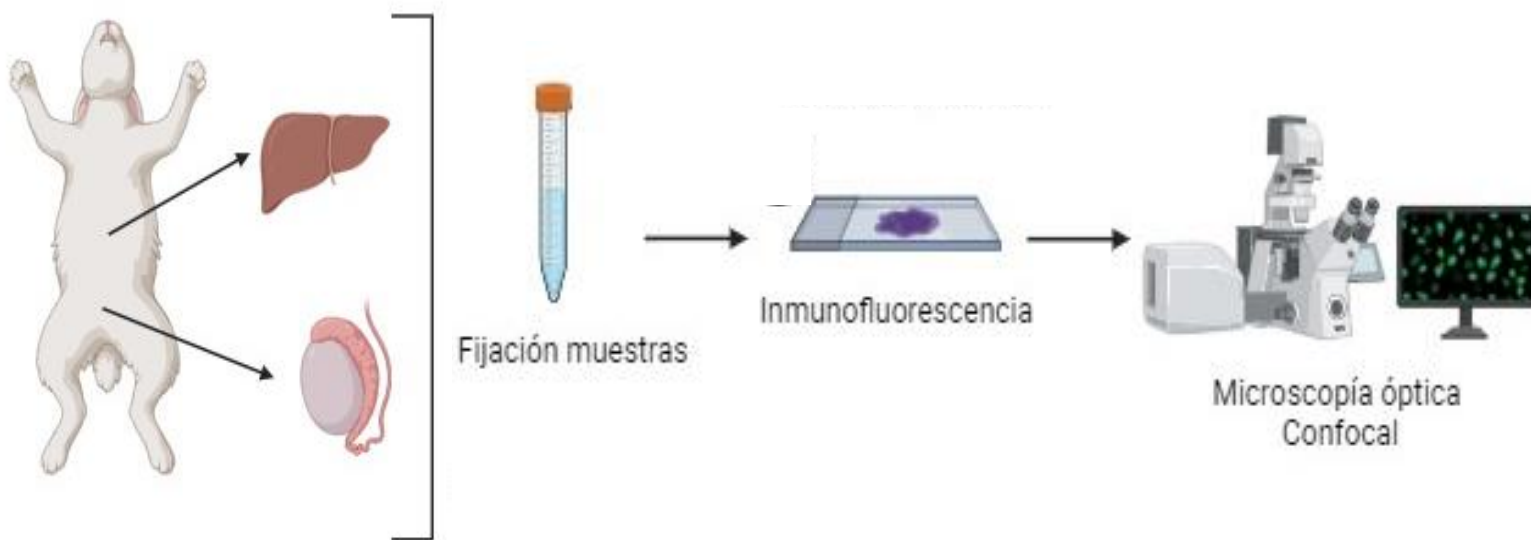 Fijación muestras
Inmunofluorescencia
Microscopía óptica
Confocal